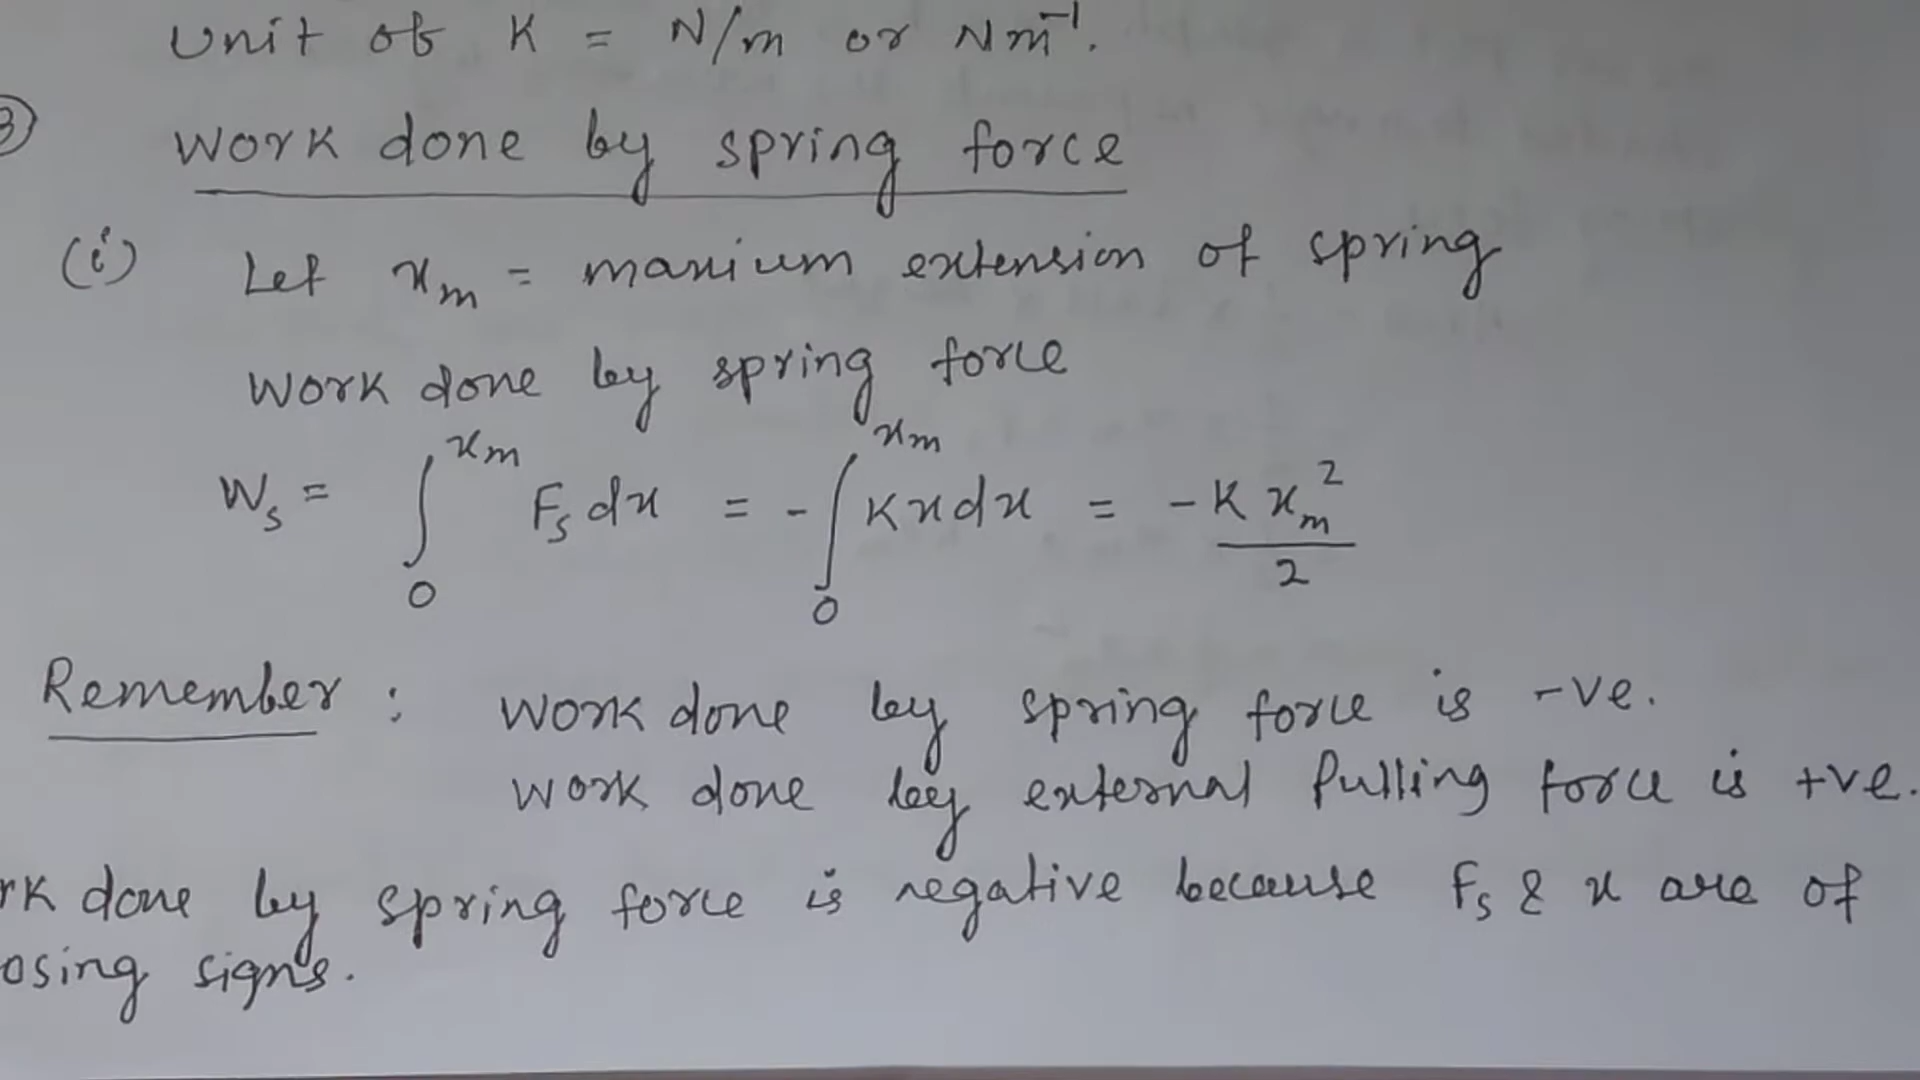 Unit of K = N/m or Nm⁻¹.
3
Work done by spring force
(i) Let xm = maxium extension of spring
Work done by spring force
Ws = ∫₀^xm Fs dx = - ∫₀^xm Kx dx = -K xm²/2
Remember : Work done by spring force is -ve.
Work done by external Pulling force is +ve.
rk done by spring force is negative because Fs & x are of
osing signs.